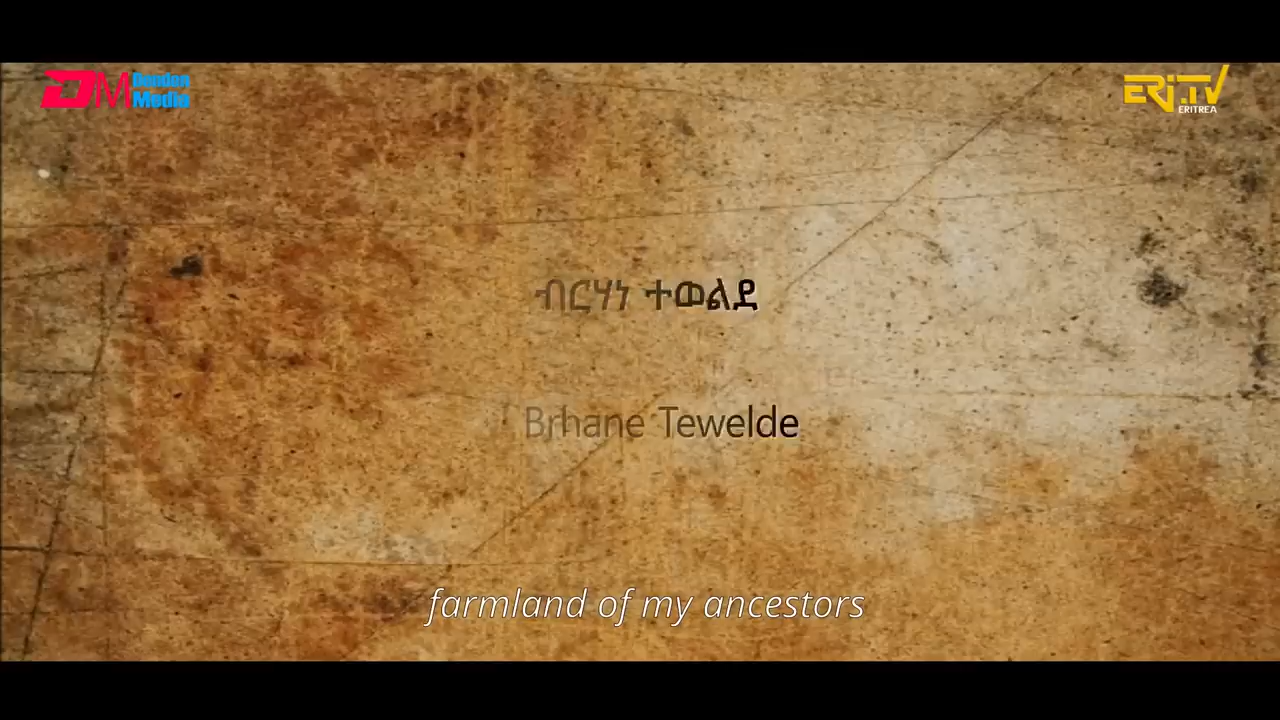 DM Denden
Media
ERi.TV
ERITREA
ብርሃነ ተወልደ
Brhane Tewelde
farmland of my ancestors